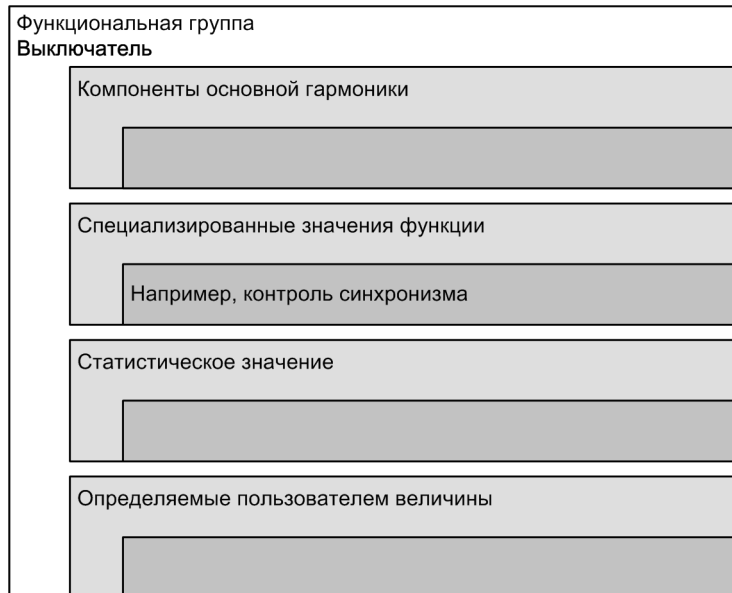 Функциональная группа
Выключатель
Компоненты основной гармоники
Специализированные значения функции
Например, контроль синхронизма
Статистическое значение
Определяемые пользователем величины